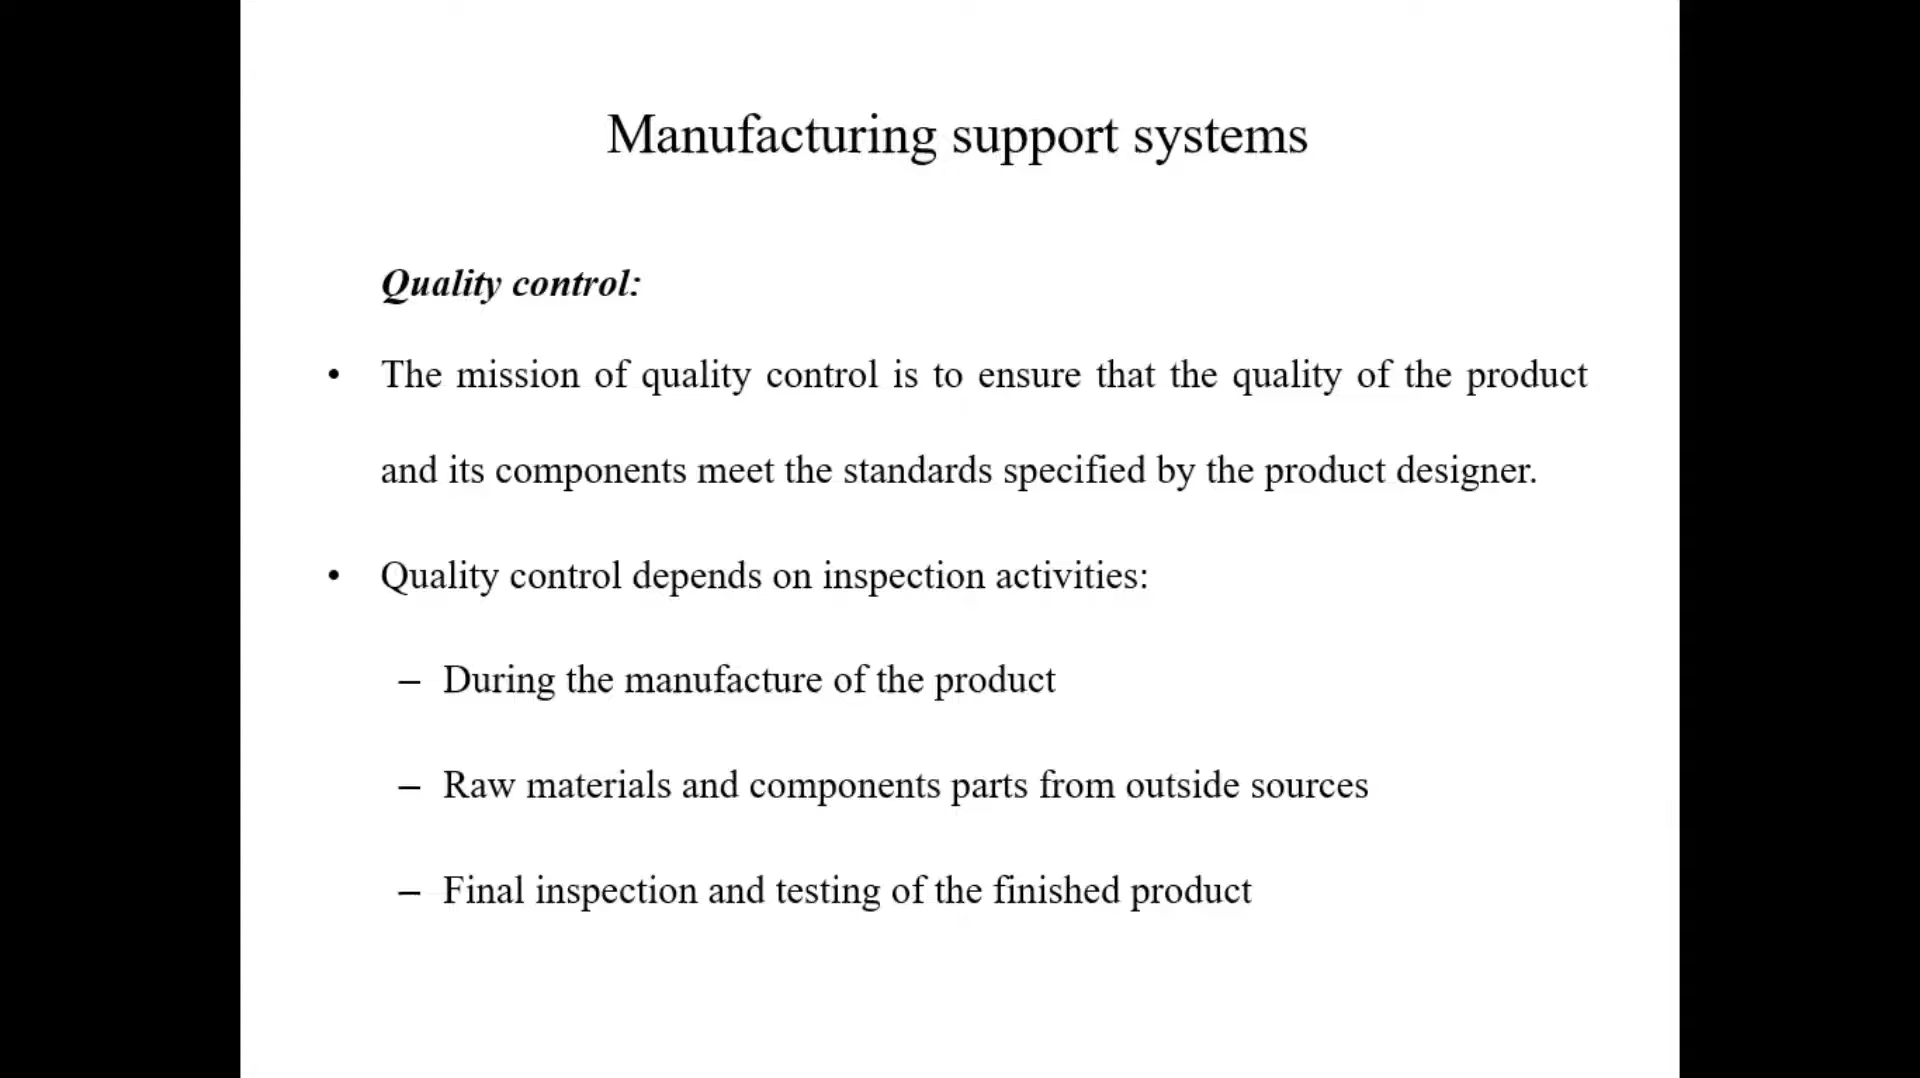 Manufacturing support systems
Quality control:
• The mission of quality control is to ensure that the quality of the product
and its components meet the standards specified by the product designer.
• Quality control depends on inspection activities:
– During the manufacture of the product
– Raw materials and components parts from outside sources
– Final inspection and testing of the finished product